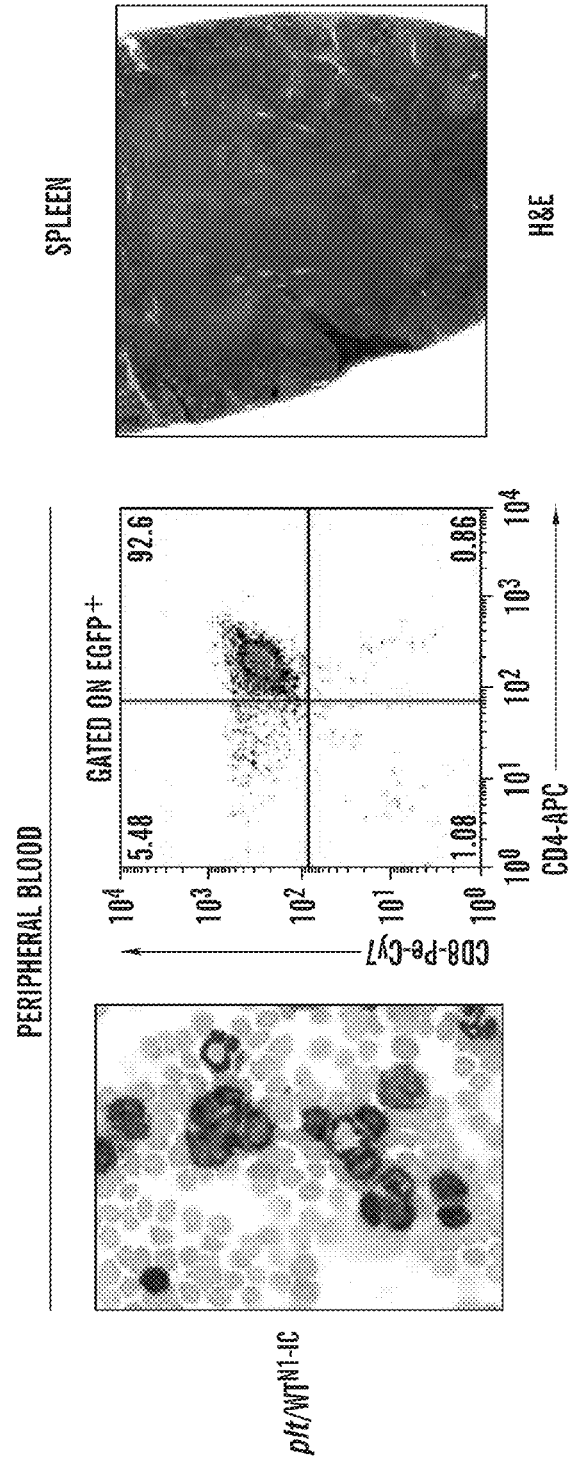 PERIPHERAL BLOOD
SPLEEN
GATED ON EGFP+
plt/WTN1-IC
CD8-Pe-Cy7
10⁴
10³
10²
10¹
10⁰
5.48
92.6
1.08
0.86
10⁰ 10¹ 10² 10³ 10⁴
CD4-APC
H&E